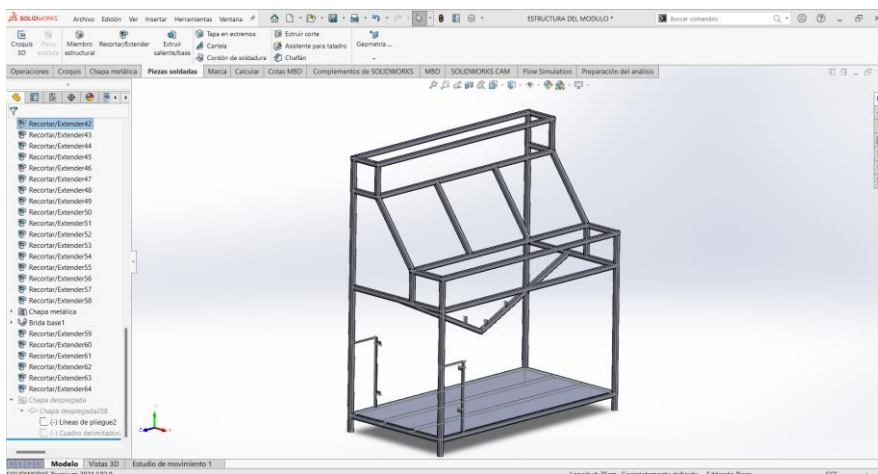 SOLIDWORKS Archivo Edición Ver Insertar Herramientas Ventana ESTRUCTURA DEL MODULO * Buscar comandos
Croquis 3D
Pieza soldada
Miembro estructural
Recortar/Extender
Extruir saliente/base
Tapa en extremos
Cartela
Cordón de soldadura
Extruir corte
Asistente para taladro
Chaflán
Geometría ...
Operaciones Croquis Chapa metálica Piezas soldadas Marca Calcular Cotas MBD Complementos de SOLIDWORKS MBD SOLIDWORKS CAM Flow Simulation Preparación del análisis
Recortar/Extender42
Recortar/Extender43
Recortar/Extender44
Recortar/Extender45
Recortar/Extender46
Recortar/Extender47
Recortar/Extender48
Recortar/Extender49
Recortar/Extender50
Recortar/Extender51
Recortar/Extender52
Recortar/Extender53
Recortar/Extender54
Recortar/Extender55
Recortar/Extender56
Recortar/Extender57
Recortar/Extender58
Chapa metálica
Brida base1
Recortar/Extender59
Recortar/Extender60
Recortar/Extender61
Recortar/Extender62
Recortar/Extender63
Recortar/Extender64
Chapa desplegada
Chapa desplegada258
(-) Líneas de pliegue2
(-) Cuadro delimitador
Modelo Vistas 3D Estudio de movimiento 1